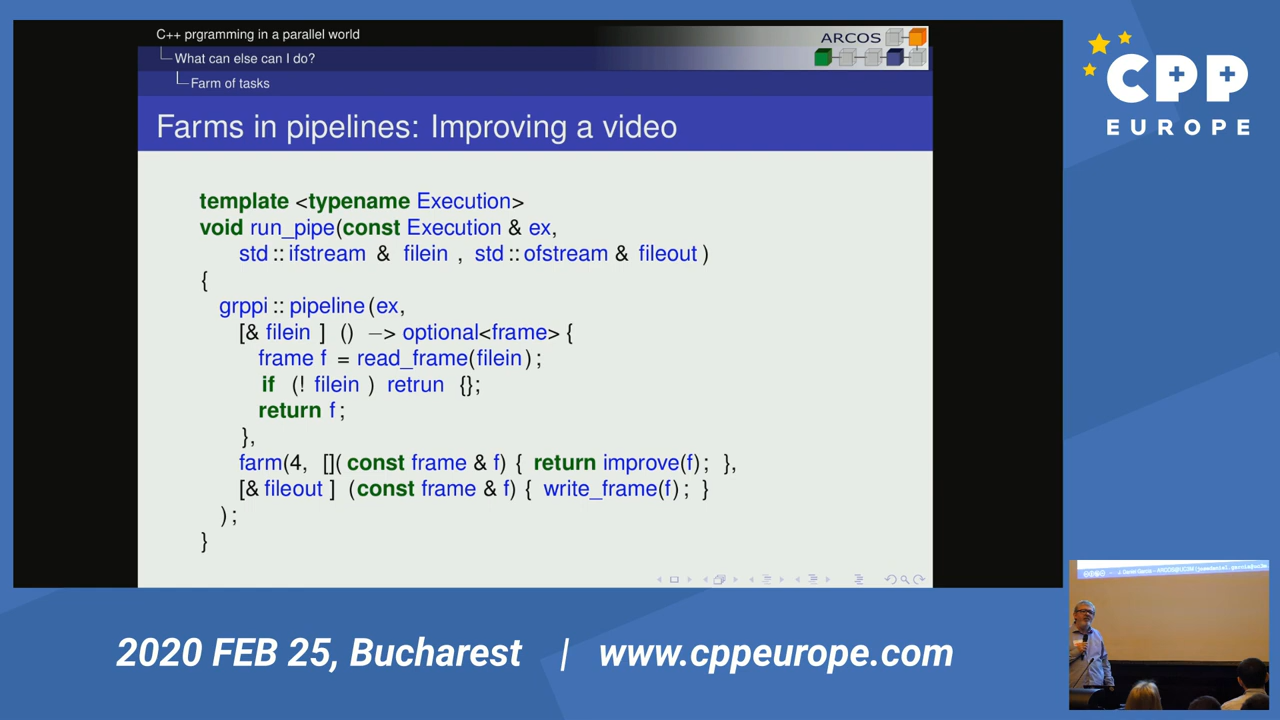 C++ prgramming in a parallel world
What can else can I do?
Farm of tasks
ARCOS
Farms in pipelines: Improving a video
template <typename Execution>
void run_pipe(const Execution & ex,
std :: ifstream & filein , std :: ofstream & fileout )
{
grppi :: pipeline (ex,
[& filein ] () −> optional<frame> {
frame f = read_frame(filein) ;
if (! filein ) retrun {};
return f ;
},
farm(4, []( const frame & f) { return improve(f) ; },
[& fileout ] (const frame & f) { write_frame(f) ; }
) ;
}
CPP
EUROPE
2020 FEB 25, Bucharest | www.cppeurope.com